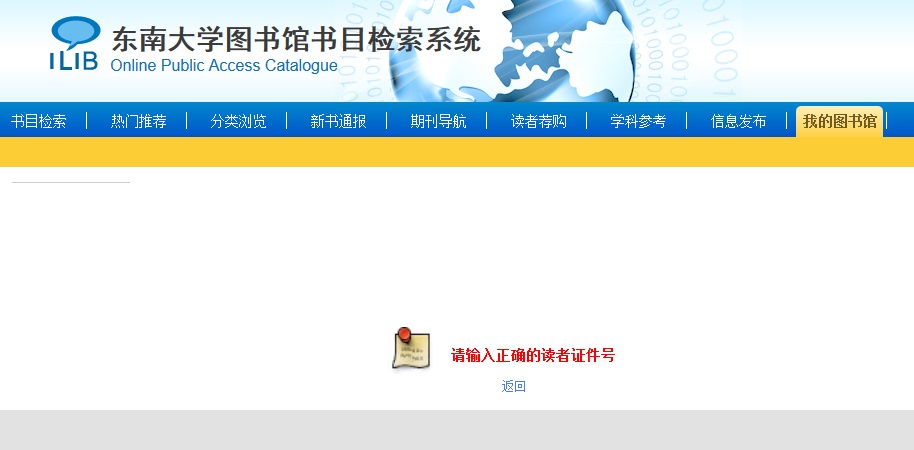 东南大学图书馆书目检索系统
ILIB
Online Public Access Catalogue
书目检索 热门推荐 分类浏览 新书通报 期刊导航 读者荐购 学科参考 信息发布 我的图书馆
请输入正确的读者证件号
返回